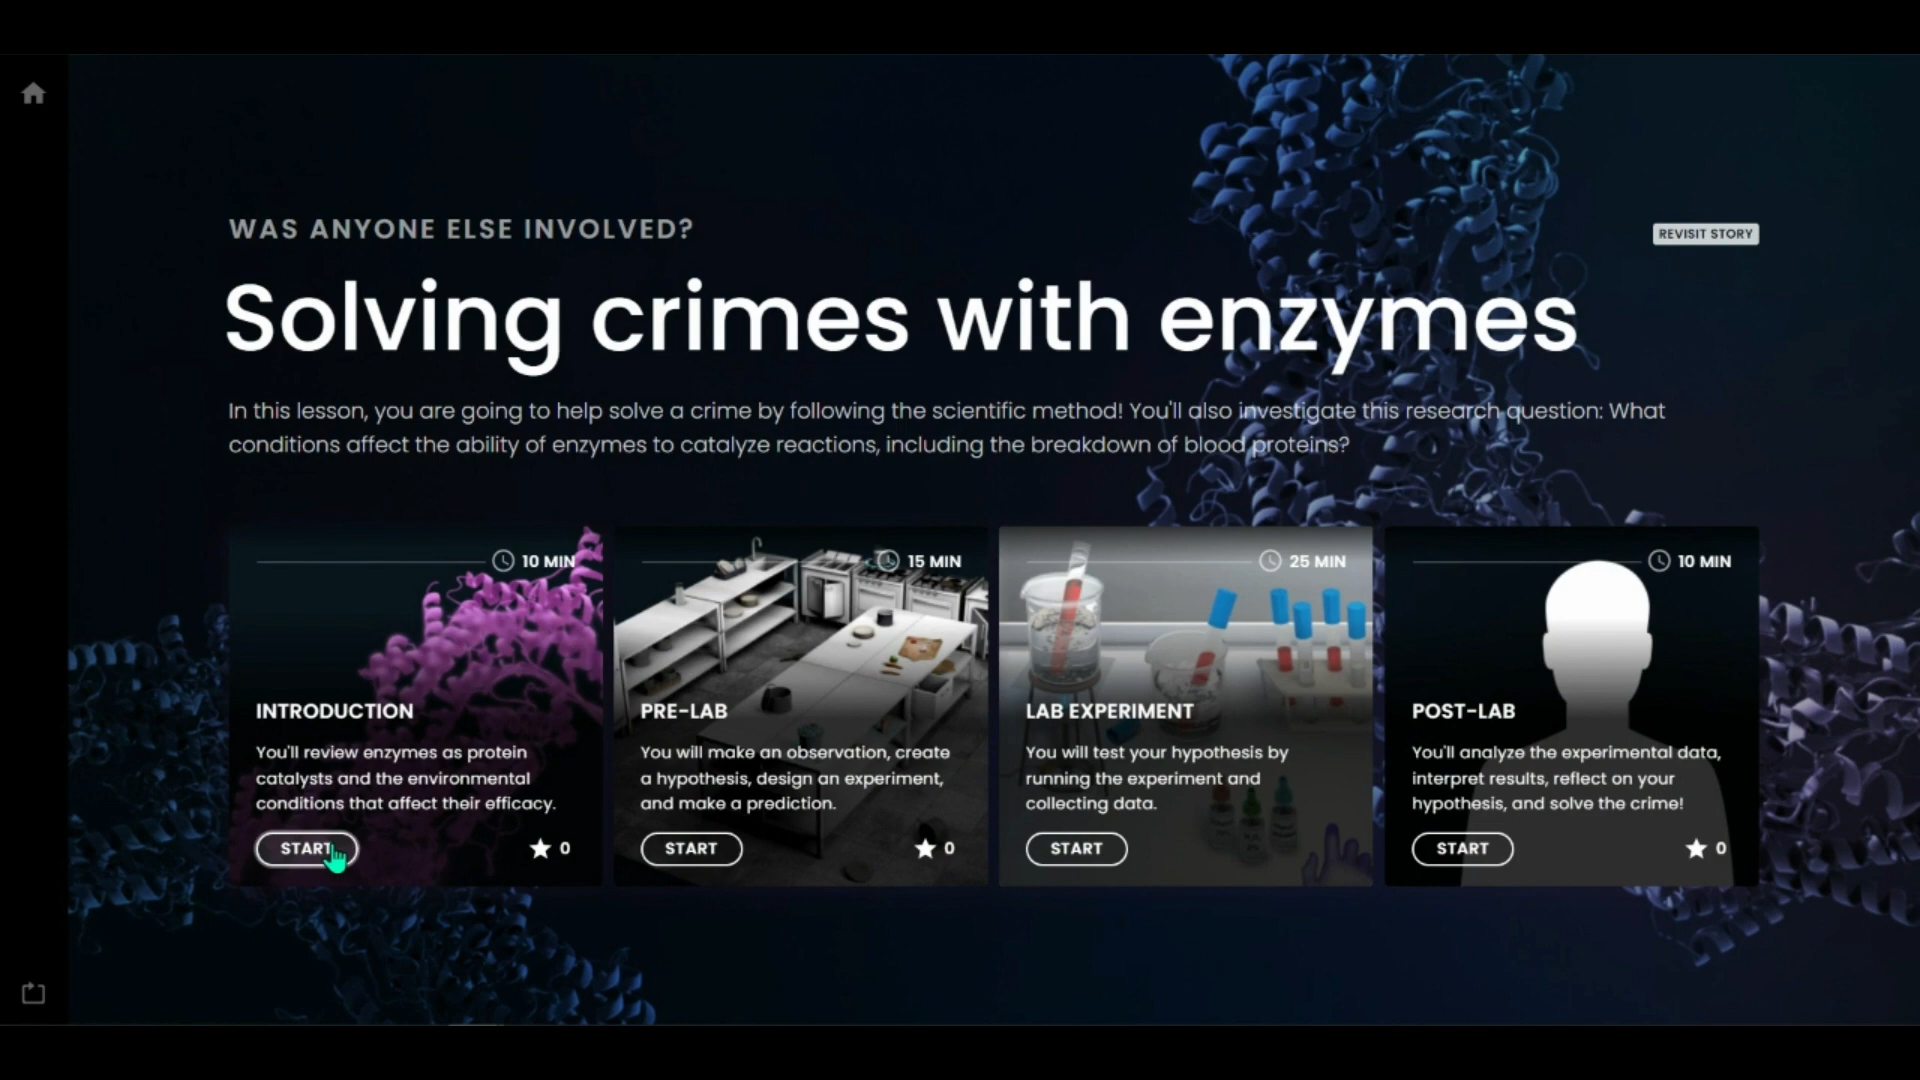 WAS ANYONE ELSE INVOLVED?
REVISIT STORY
Solving crimes with enzymes
In this lesson, you are going to help solve a crime by following the scientific method! You'll also investigate this research question: What
conditions affect the ability of enzymes to catalyze reactions, including the breakdown of blood proteins?
10 MIN
INTRODUCTION
You'll review enzymes as protein
catalysts and the environmental
conditions that affect their efficacy.
START
0
15 MIN
PRE-LAB
You will make an observation, create
a hypothesis, design an experiment,
and make a prediction.
START
0
25 MIN
LAB EXPERIMENT
You will test your hypothesis by
running the experiment and
collecting data.
START
10 MIN
POST-LAB
You'll analyze the experimental data,
interpret results, reflect on your
hypothesis, and solve the crime!
START
0